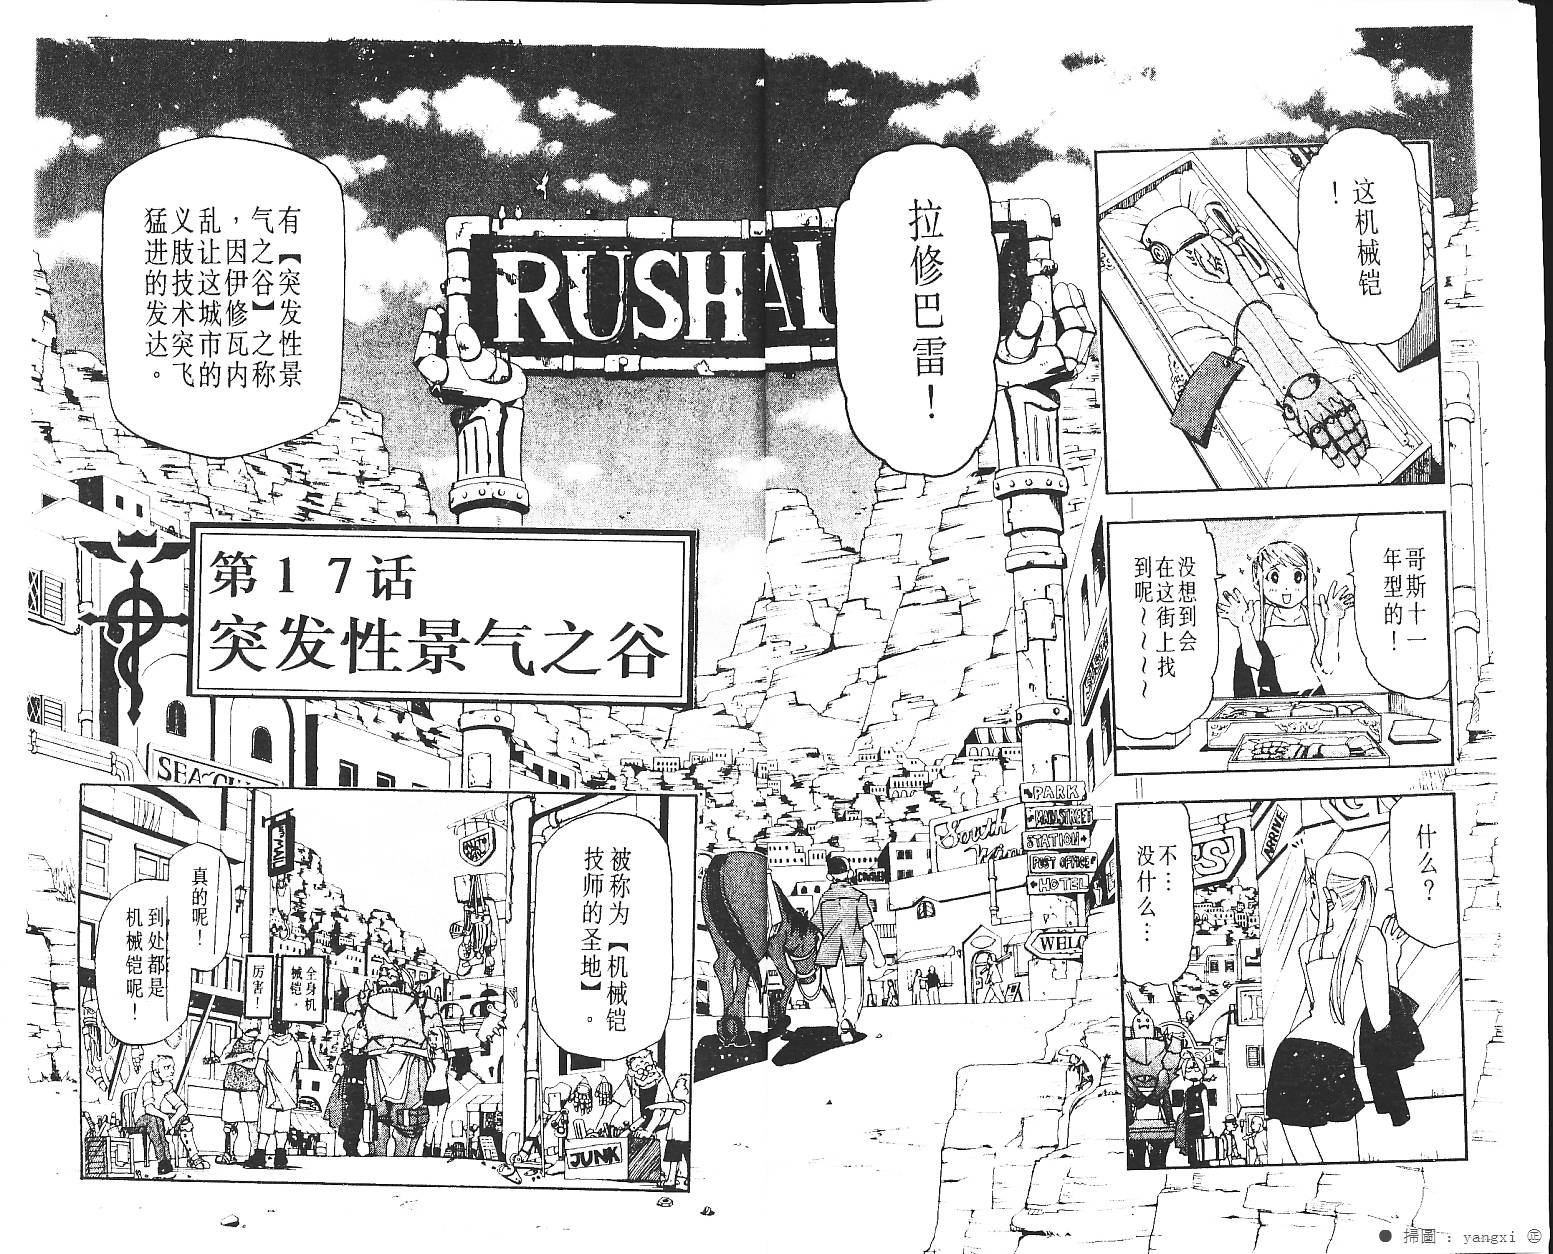 这机械铠
！
哥斯十一
年型的！
没想到会
在这街上找
到呢～～～～
什么？
不…
没什么…
ARRIVE
拉修巴雷！
RUSHAL
有【突发性景
气之谷】之称
，因伊修瓦内
乱让这城市的
义肢技术突飞
猛进的发达。
第17话
突发性景气之谷
PARK
MAIN STREET
STATION
POST OFFICE
HOTEL
South
WELC
被称为【机械铠
技师的圣地】。
全身机
械铠。
厉害！
真的呢！
到处都是
机械铠呢！
JUNK
● 掃圖：yangxi ㊣